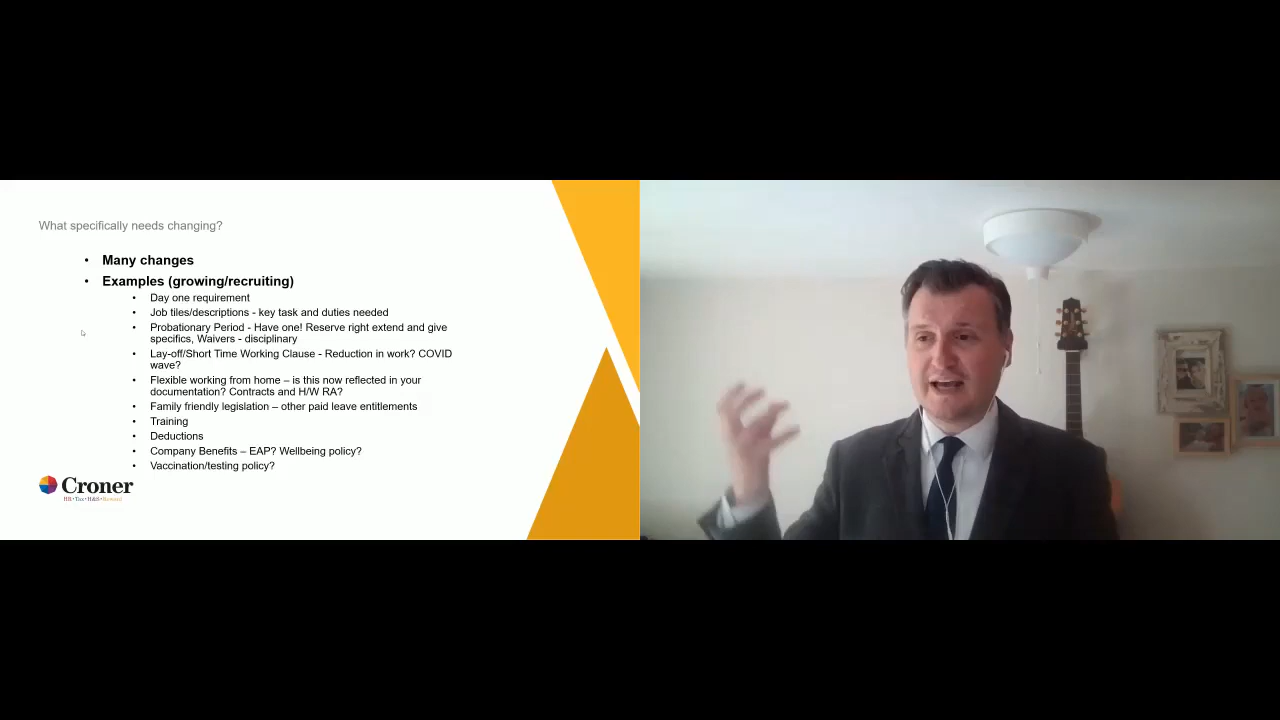 What specifically needs changing?
• Many changes
• Examples (growing/recruiting)
• Day one requirement
• Job tiles/descriptions - key task and duties needed
• Probationary Period - Have one! Reserve right extend and give
specifics, Waivers - disciplinary
• Lay-off/Short Time Working Clause - Reduction in work? COVID
wave?
• Flexible working from home – is this now reflected in your
documentation? Contracts and H/W RA?
• Family friendly legislation – other paid leave entitlements
• Training
• Deductions
• Company Benefits – EAP? Wellbeing policy?
• Vaccination/testing policy?
Croner
HR•Tax•H&S•Reward